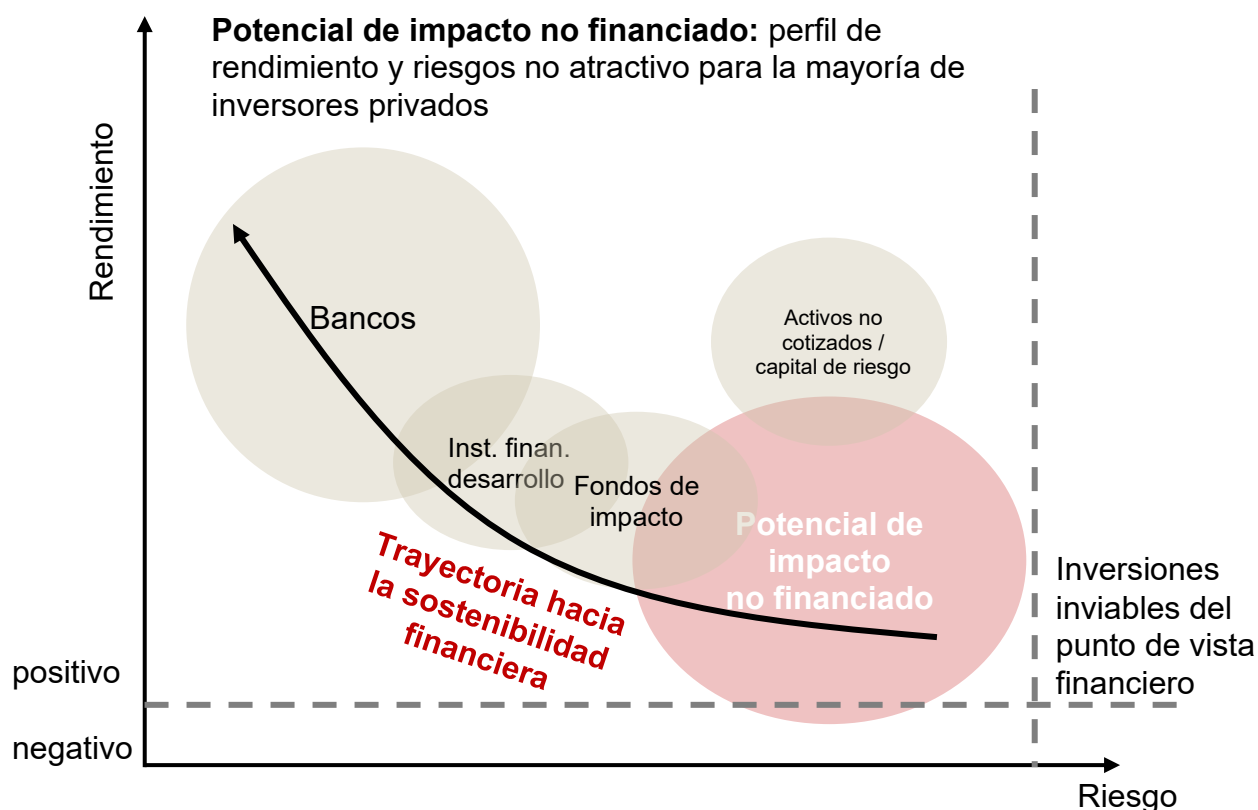 Potencial de impacto no financiado: perfil de
rendimiento y riesgos no atractivo para la mayoría de
inversores privados
Rendimiento
Bancos
Activos no
cotizados /
capital de riesgo
Inst. finan.
desarrollo
Fondos de
impacto
Potencial de
impacto
no financiado
Trayectoria hacia
la sostenibilidad
financiera
Inversiones
inviables del
punto de vista
financiero
positivo
negativo
Riesgo